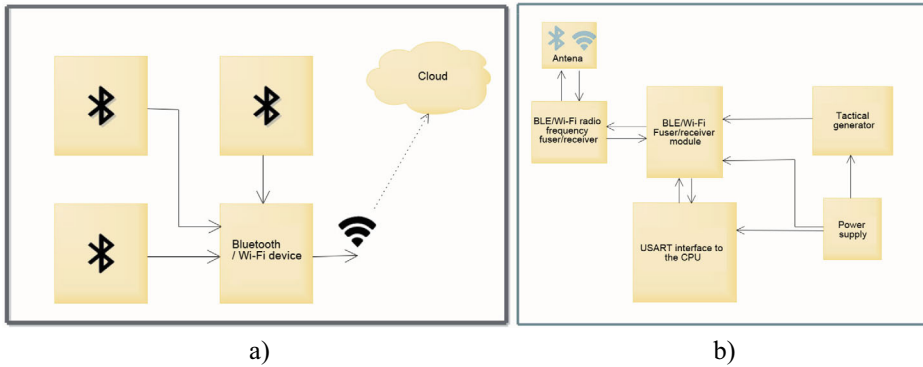 Cloud
Bluetooth
/ Wi-Fi device
a)
Antena
BLE/Wi-Fi radio
frequency
fuser/receiver
BLE/Wi-Fi
Fuser/receiver
module
Tactical
generator
USART interface to
the CPU
Power
supply
b)